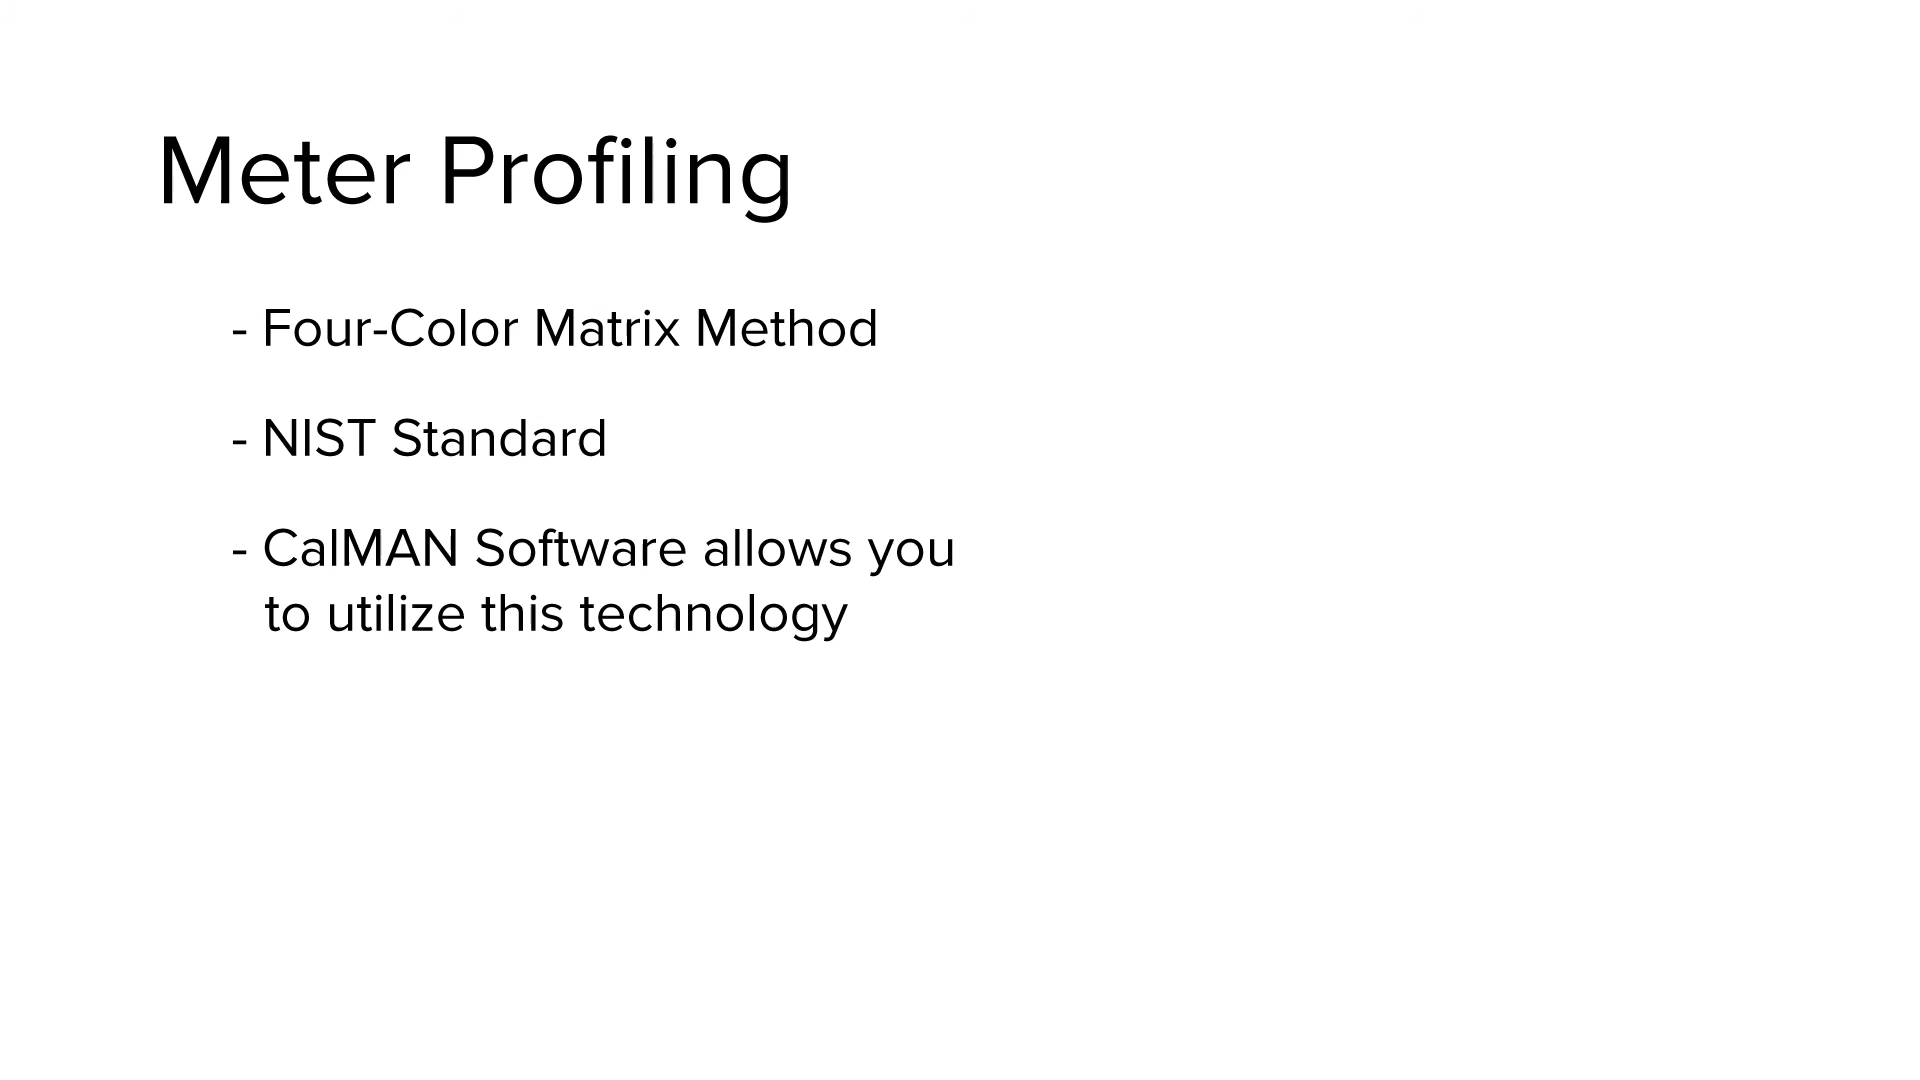 Meter Profiling
- Four-Color Matrix Method
- NIST Standard
- CalMAN Software allows you
to utilize this technology